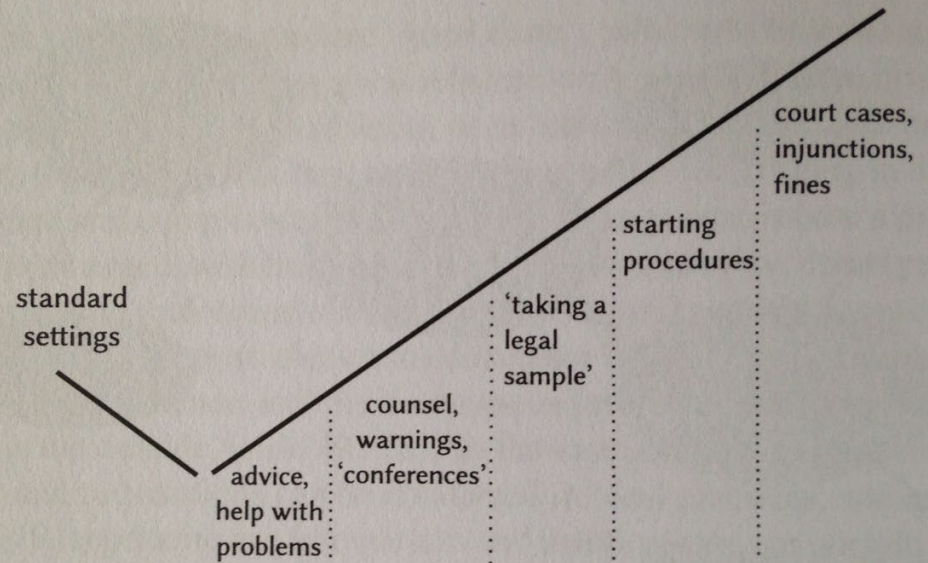 standard
settings
advice,
help with
problems
counsel,
warnings,
‘conferences’
‘taking a
legal
sample’
starting
procedures
court cases,
injunctions,
fines